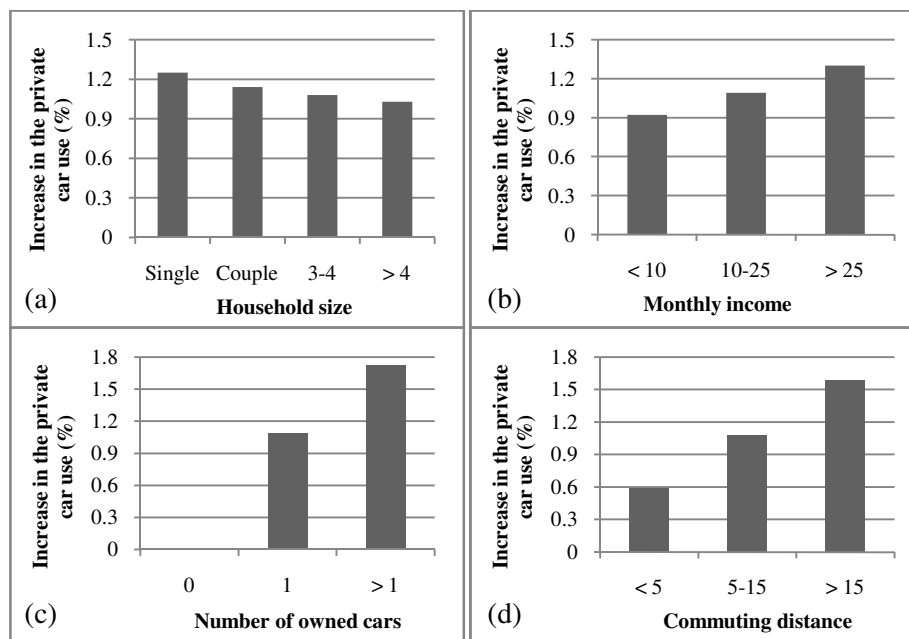 Increase in the private
car use (%)
1.5
1.2
0.9
0.6
0.3
0
Single Couple 3-4 > 4
(a)
Household size
Increase in the private
car use (%)
1.5
1.2
0.9
0.6
0.3
0
< 10 10-25 > 25
(b)
Monthly income
Increase in the private
car use (%)
1.8
1.5
1.2
0.9
0.6
0.3
0
0 1 > 1
(c)
Number of owned cars
Increase in the private
car use (%)
1.8
1.5
1.2
0.9
0.6
0.3
0
< 5 5-15 > 15
(d)
Commuting distance